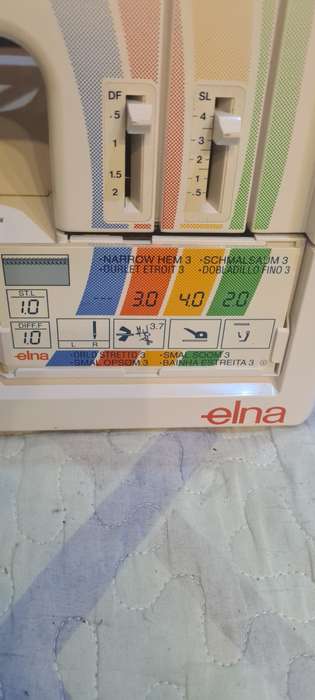 DF SL
.5 4
1 3
1.5 2
2 1
.5
•NARROW HEM 3 •SCHMALSAUM 3
•OURLET ETROIT 3 •DOBLADILLO FINO 3
ST.L
1.0 --- 3.0 4.0 2.0
DIFF.F
1.0 L R 3.7
elna •ORLO STRETTO 3 •SMAL SOOM 3
•SMAL OPSOM 3 •BAINHA ESTREITA 3
elna